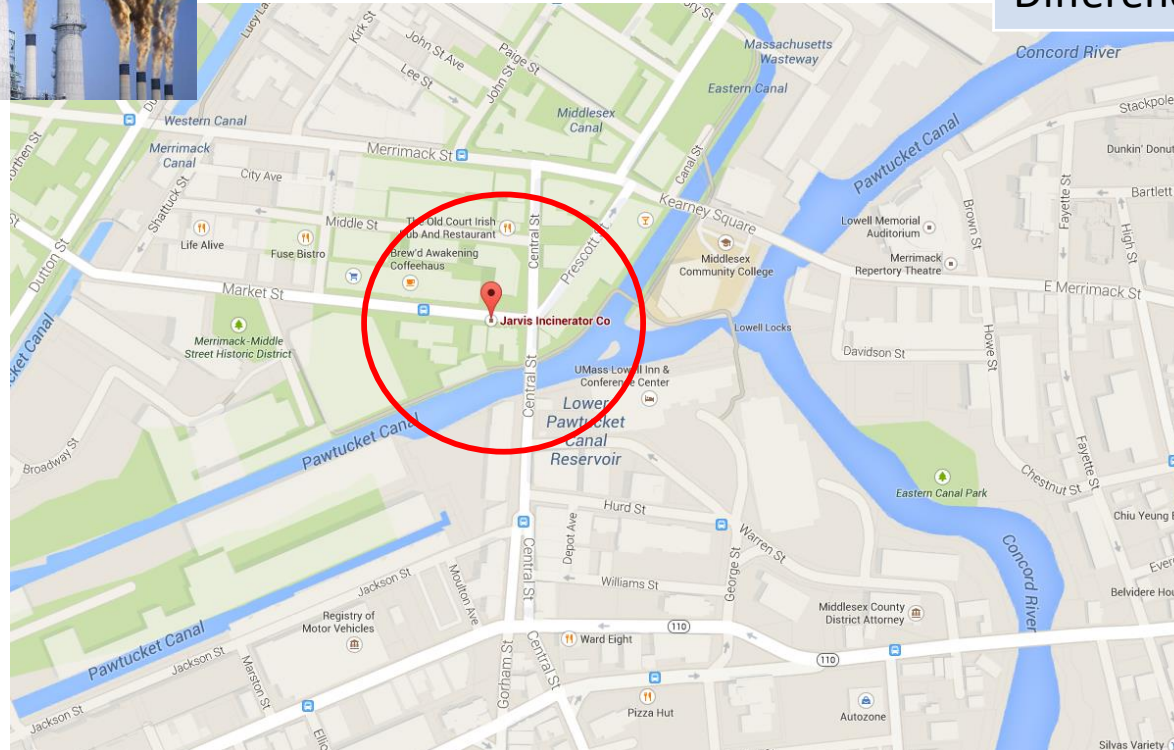 Massachusetts
Wasteway
Concord River
Kirk St
John St Ave
Paige St
Lee St
John St
Eastern Canal
Stackpole
Western Canal
Middlesex
Canal
Pawtucket Canal
Merrimack
Canal
Merrimack St
Canal St
Dunkin' Donut
City Ave
Shattuck St
Kearney Square
Fayette St
Bartlett
Middle St
The Old Court Irish
Pub And Restaurant
Central St
Prescott St
Lowell Memorial
Auditorium
Brown St
High St
Life Alive
Fuse Bistro
Brew'd Awakening
Coffeehaus
Middlesex
Community College
Merrimack
Repertory Theatre
Dutton St
Market St
E Merrimack St
Jarvis Incinerator Co
Lowell Locks
Merrimack-Middle
Street Historic District
Davidson St
Howe St
UMass Lowell Inn &
Conference Center
Central St
Lower
Pawtucket
Canal
Reservoir
Pawtucket Canal
Broadway St
Fayette St
Chestnut St
Eastern Canal Park
Hurd St
Chiu Yeung
Depot Ave
Warren St
Central St
Concord River
Jackson St
Moulton Ave
Williams St
George St
Belvidere Hou
Registry of
Motor Vehicles
Middlesex County
District Attorney
110
Ward Eight
110
Pawtucket Canal
Jackson St
Marston St
Gorham St
Central St
Pizza Hut
Autozone
Jackson St
Silvas Variety